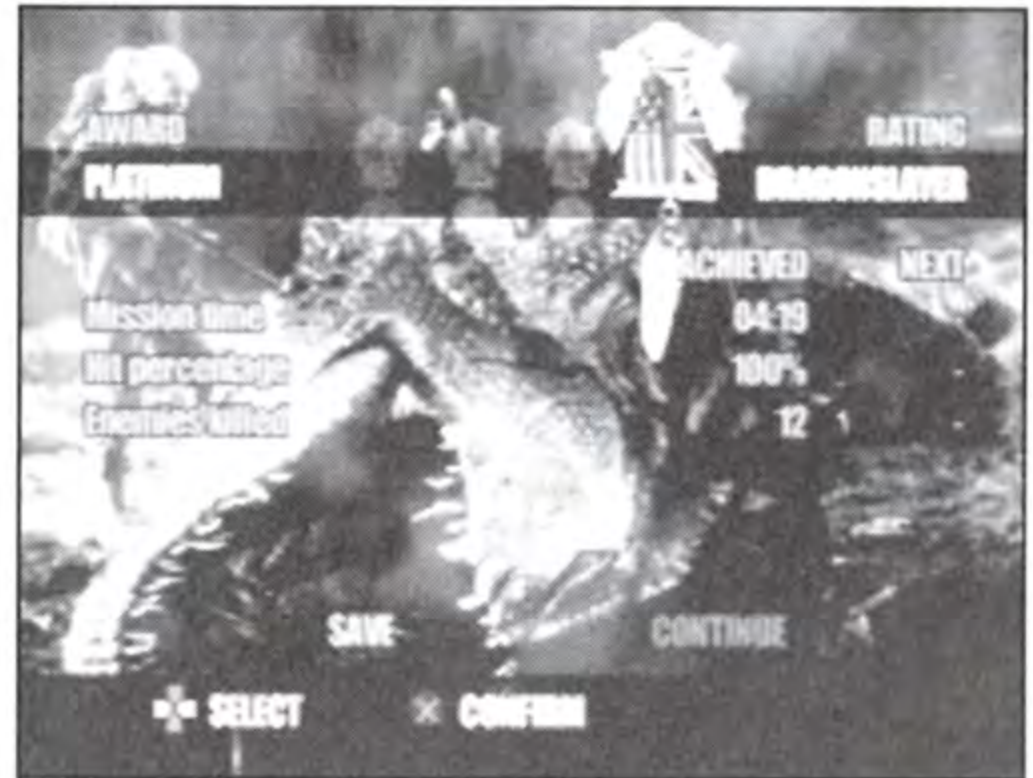 AWARD RATING
PLATINUM DRAGONSLAYER
ACHIEVED NEXT
Mission time 04:19
Hit percentage 100%
Enemies killed 12
SAVE CONTINUE
SELECT CONFIRM